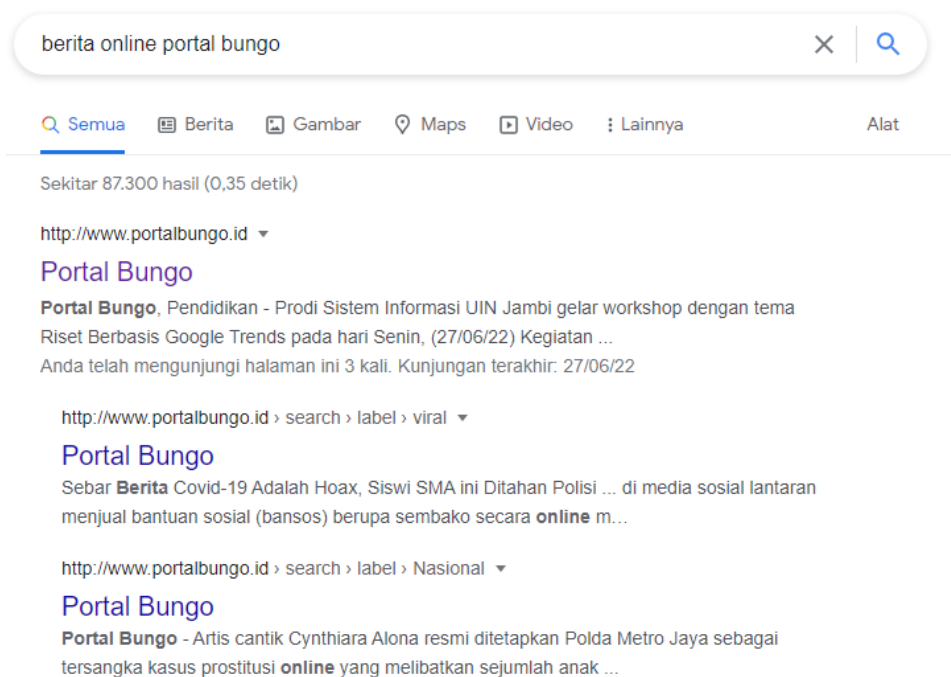 berita online portal bungo
Semua Berita Gambar Maps Video Lainnya Alat
Sekitar 87.300 hasil (0,35 detik)
http://www.portalbungo.id
Portal Bungo
Portal Bungo, Pendidikan - Prodi Sistem Informasi UIN Jambi gelar workshop dengan tema
Riset Berbasis Google Trends pada hari Senin, (27/06/22) Kegiatan ...
Anda telah mengunjungi halaman ini 3 kali. Kunjungan terakhir: 27/06/22
http://www.portalbungo.id › search › label › viral
Portal Bungo
Sebar Berita Covid-19 Adalah Hoax, Siswi SMA ini Ditahan Polisi ... di media sosial lantaran
menjual bantuan sosial (bansos) berupa sembako secara online m...
http://www.portalbungo.id › search › label › Nasional
Portal Bungo
Portal Bungo - Artis cantik Cynthiara Alona resmi ditetapkan Polda Metro Jaya sebagai
tersangka kasus prostitusi online yang melibatkan sejumlah anak ...